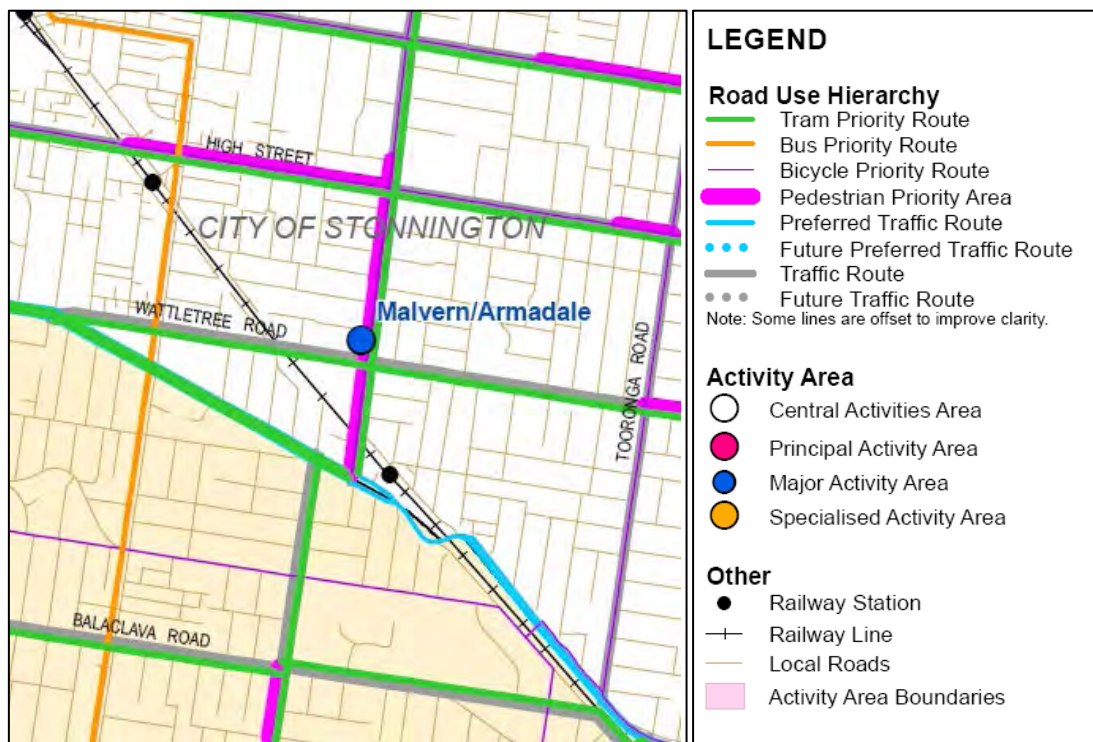 HIGH STREET
CITY OF STONNINGTON
Malvern/Armadale
WATTLETREE ROAD
TOORONGA ROAD
BALACLAVA ROAD
LEGEND
Road Use Hierarchy
Tram Priority Route
Bus Priority Route
Bicycle Priority Route
Pedestrian Priority Area
Preferred Traffic Route
Future Preferred Traffic Route
Traffic Route
Future Traffic Route
Note: Some lines are offset to improve clarity.
Activity Area
Central Activities Area
Principal Activity Area
Major Activity Area
Specialised Activity Area
Other
Railway Station
Railway Line
Local Roads
Activity Area Boundaries